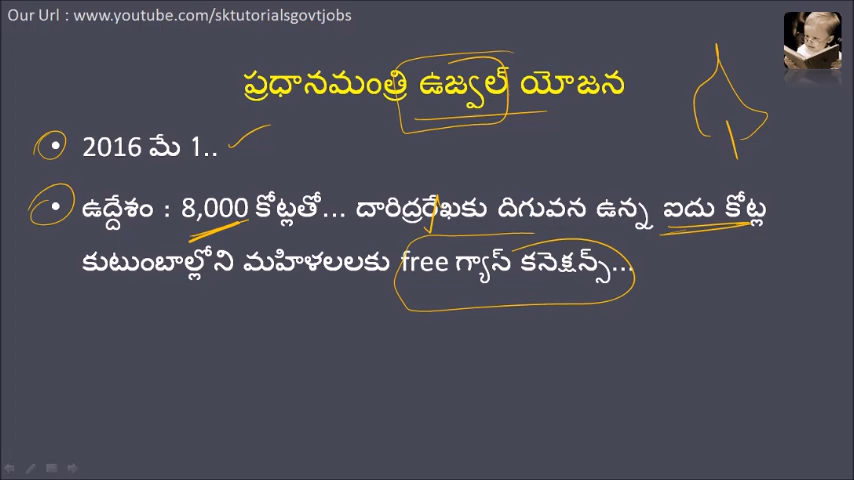 Our Url : www.youtube.com/sktutorialsgovtjobs
ప్రధానమంత్రి ఉజ్వల్ యోజన
• 2016 మే 1..
• ఉద్దేశం : 8,000 కోట్లతో... దారిద్రరేఖకు దిగువన ఉన్న ఐదు కోట్ల
కుటుంబాల్లోని మహిళలలకు free గ్యాస్ కనెక్షన్స్...